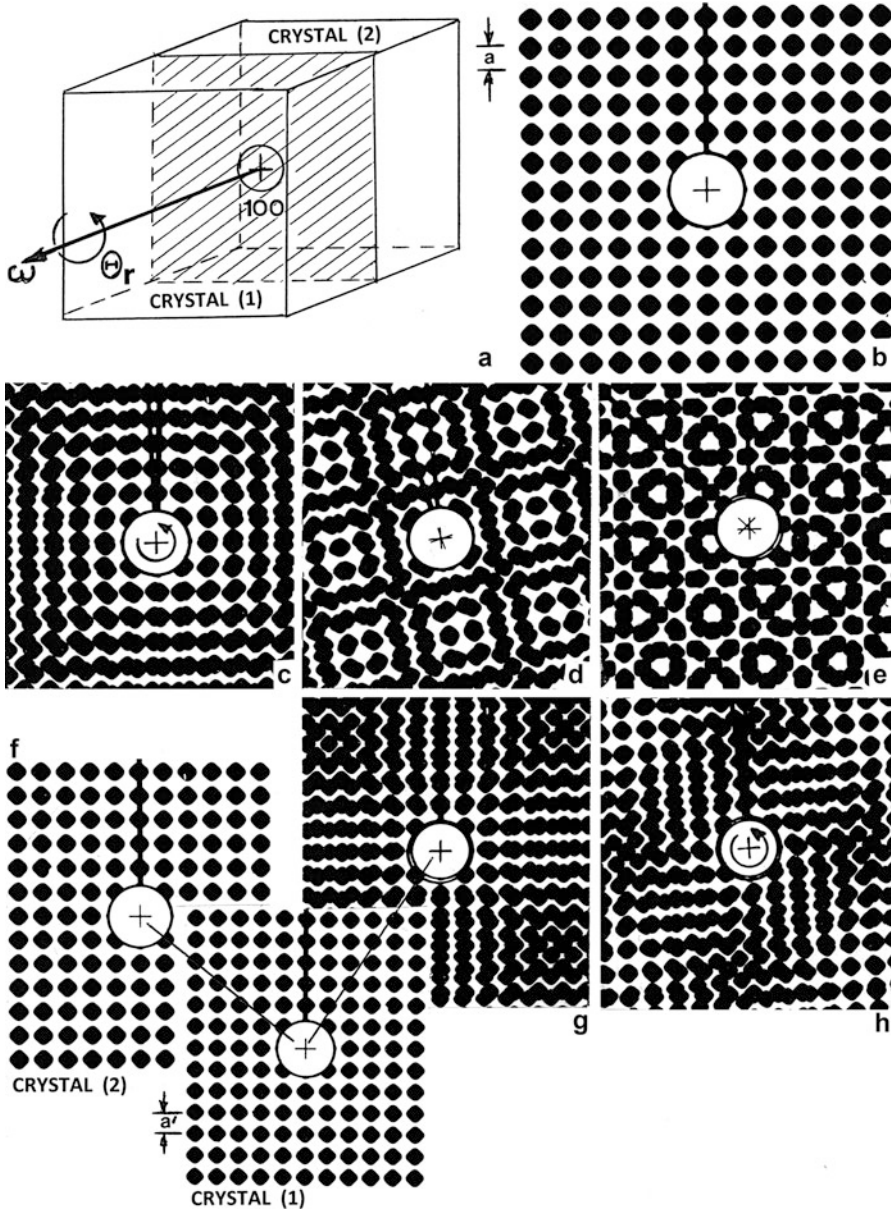 CRYSTAL (2)
100
ω
Θr
CRYSTAL (1)
a
a
b
c
d
e
f
g
h
CRYSTAL (2)
a'
CRYSTAL (1)